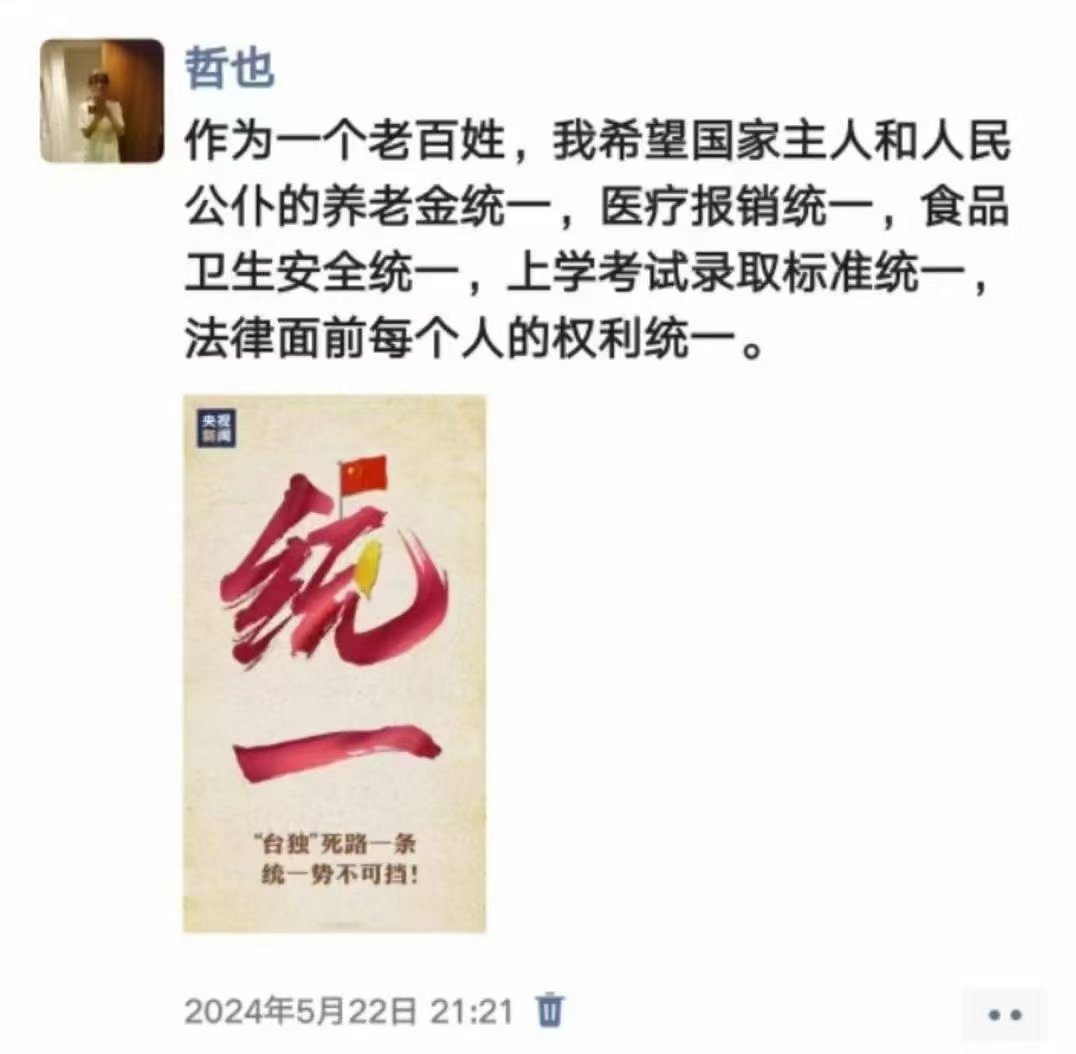 哲也
作为一个老百姓，我希望国家主人和人民
公仆的养老金统一，医疗报销统一，食品
卫生安全统一，上学考试录取标准统一，
法律面前每个人的权利统一。
央视
新闻
统
一
“台独”死路一条
统一势不可挡！
2024年5月22日 21:21